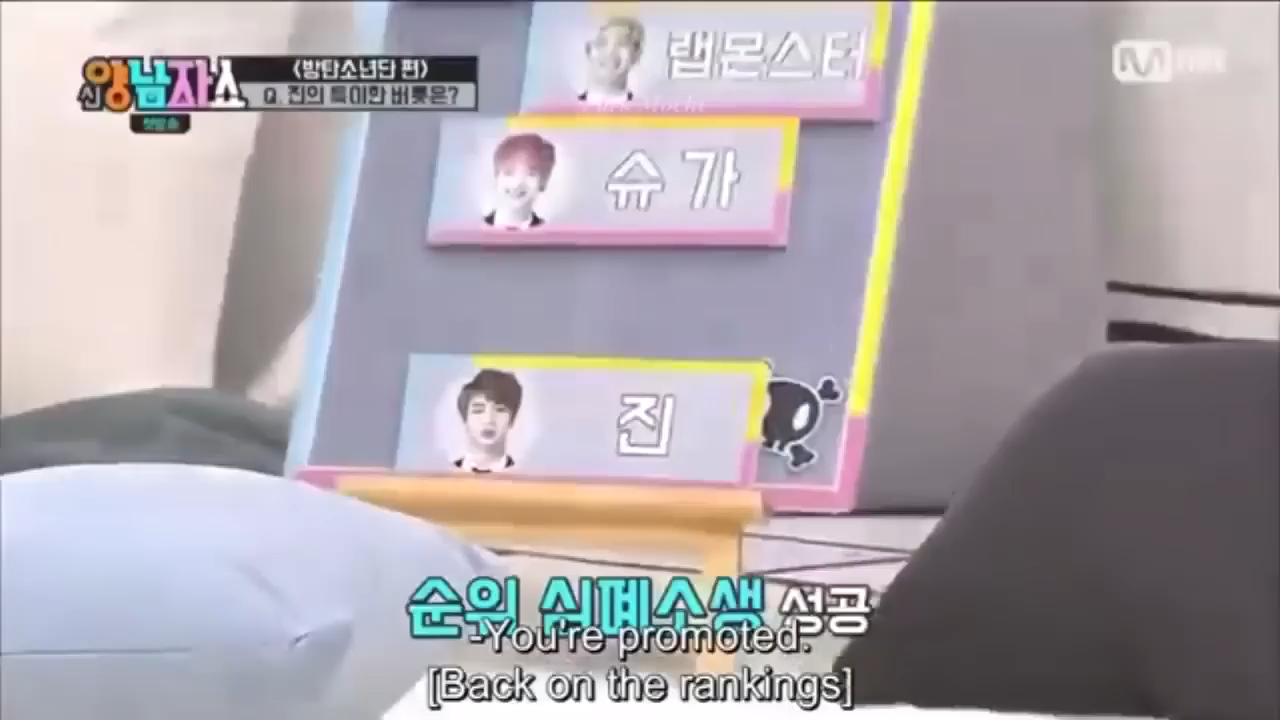 신양남자쇼
첫방송
<방탄소년단 편>
Q. 진의 특이한 버릇은?
M
랩몬스터
슈가
진
순위 심폐소생 성공
-You're promoted.
[Back on the rankings]